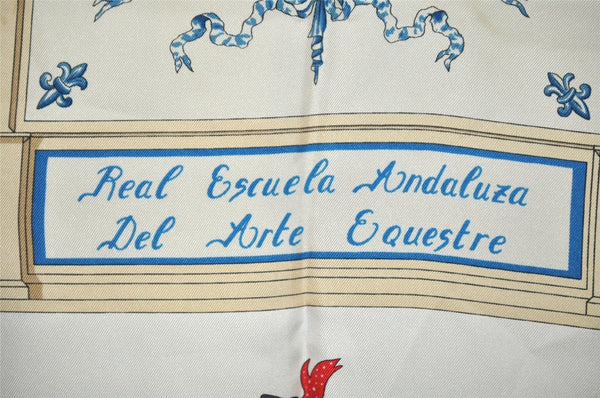 Real Escuela Andaluza
Del Arte Equestre